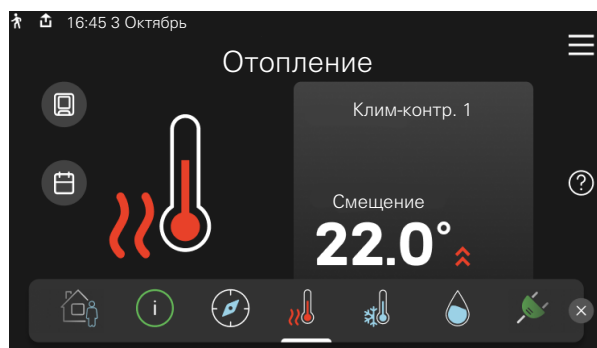 16:45 3 Октябрь
Отопление
Клим-контр. 1
Смещение
22.0°